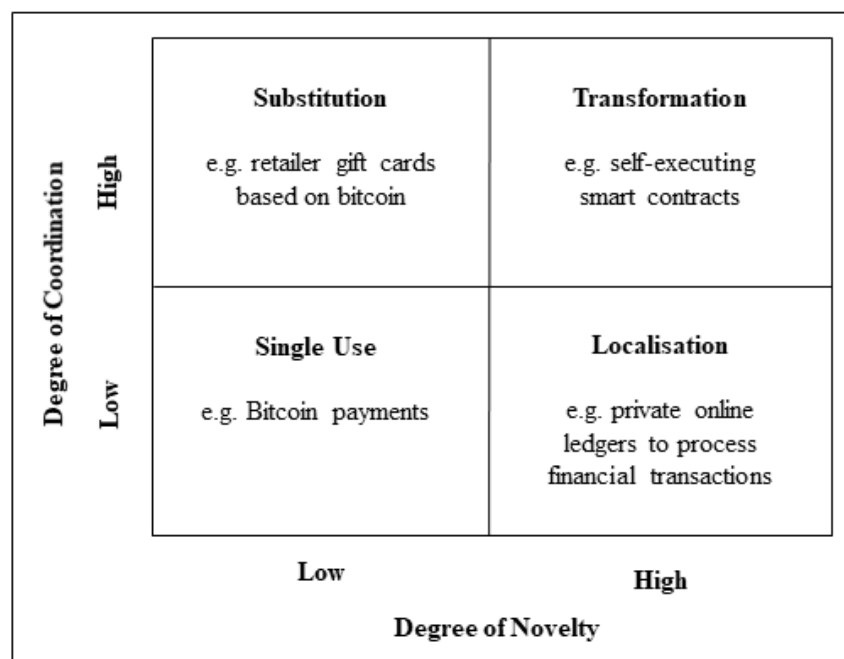 Substitution
e.g. retailer gift cards
based on bitcoin
Transformation
e.g. self-executing
smart contracts
Degree of Coordination
High
Low
Single Use
e.g. Bitcoin payments
Localisation
e.g. private online
ledgers to process
financial transactions
Low
High
Degree of Novelty